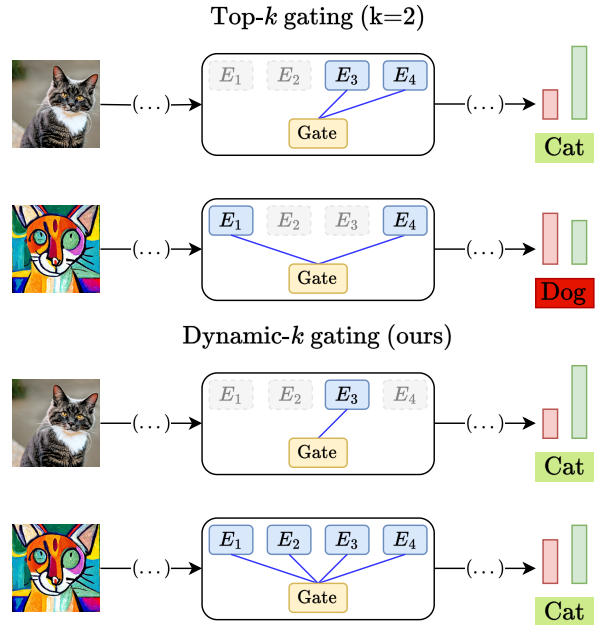 Top-k gating (k=2)
(...) E₁ E₂ E₃ E₄ (...)
Gate
Cat
(...) E₁ E₂ E₃ E₄ (...)
Gate
Dog
Dynamic-k gating (ours)
(...) E₁ E₂ E₃ E₄ (...)
Gate
Cat
(...) E₁ E₂ E₃ E₄ (...)
Gate
Cat